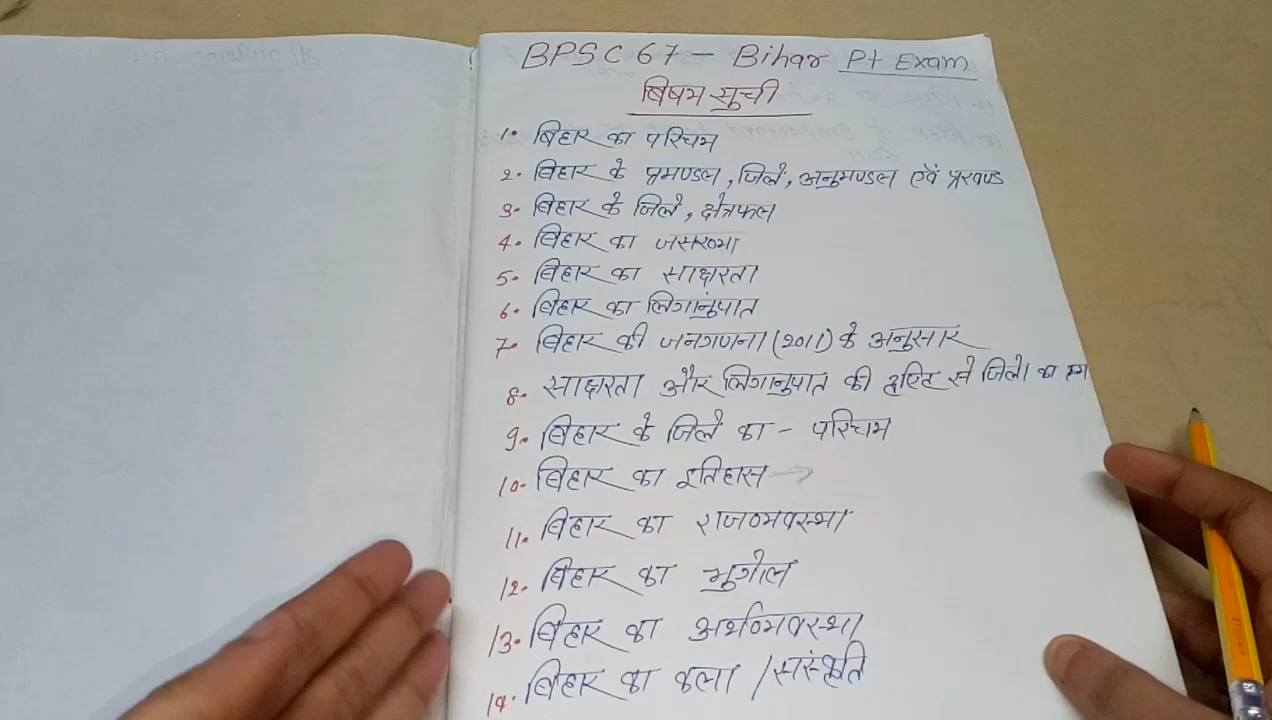 BPSC 67 - Bihar Pt Exam
बिषय सुची
1. बिहार का परिचय
2. बिहार के प्रमण्डल, जिले, अनुमण्डल एवं प्रखण्ड
3. बिहार के जिले, क्षेत्रफल
4. बिहार का
5. बिहार का साक्षरता
6. बिहार का लिगानुपात
7. बिहार की जनगणना (2011) के अनुसार
8. साक्षरता और लिगानुपात की दृष्टि से जिलो का
9. बिहार के जिले का - परिचय
10. बिहार का इतिहास →
11. बिहार का राजव्यवस्था
12. बिहार का भुगोल
13. बिहार का अर्थव्यवस्था
14. बिहार का कला / संस्कृति